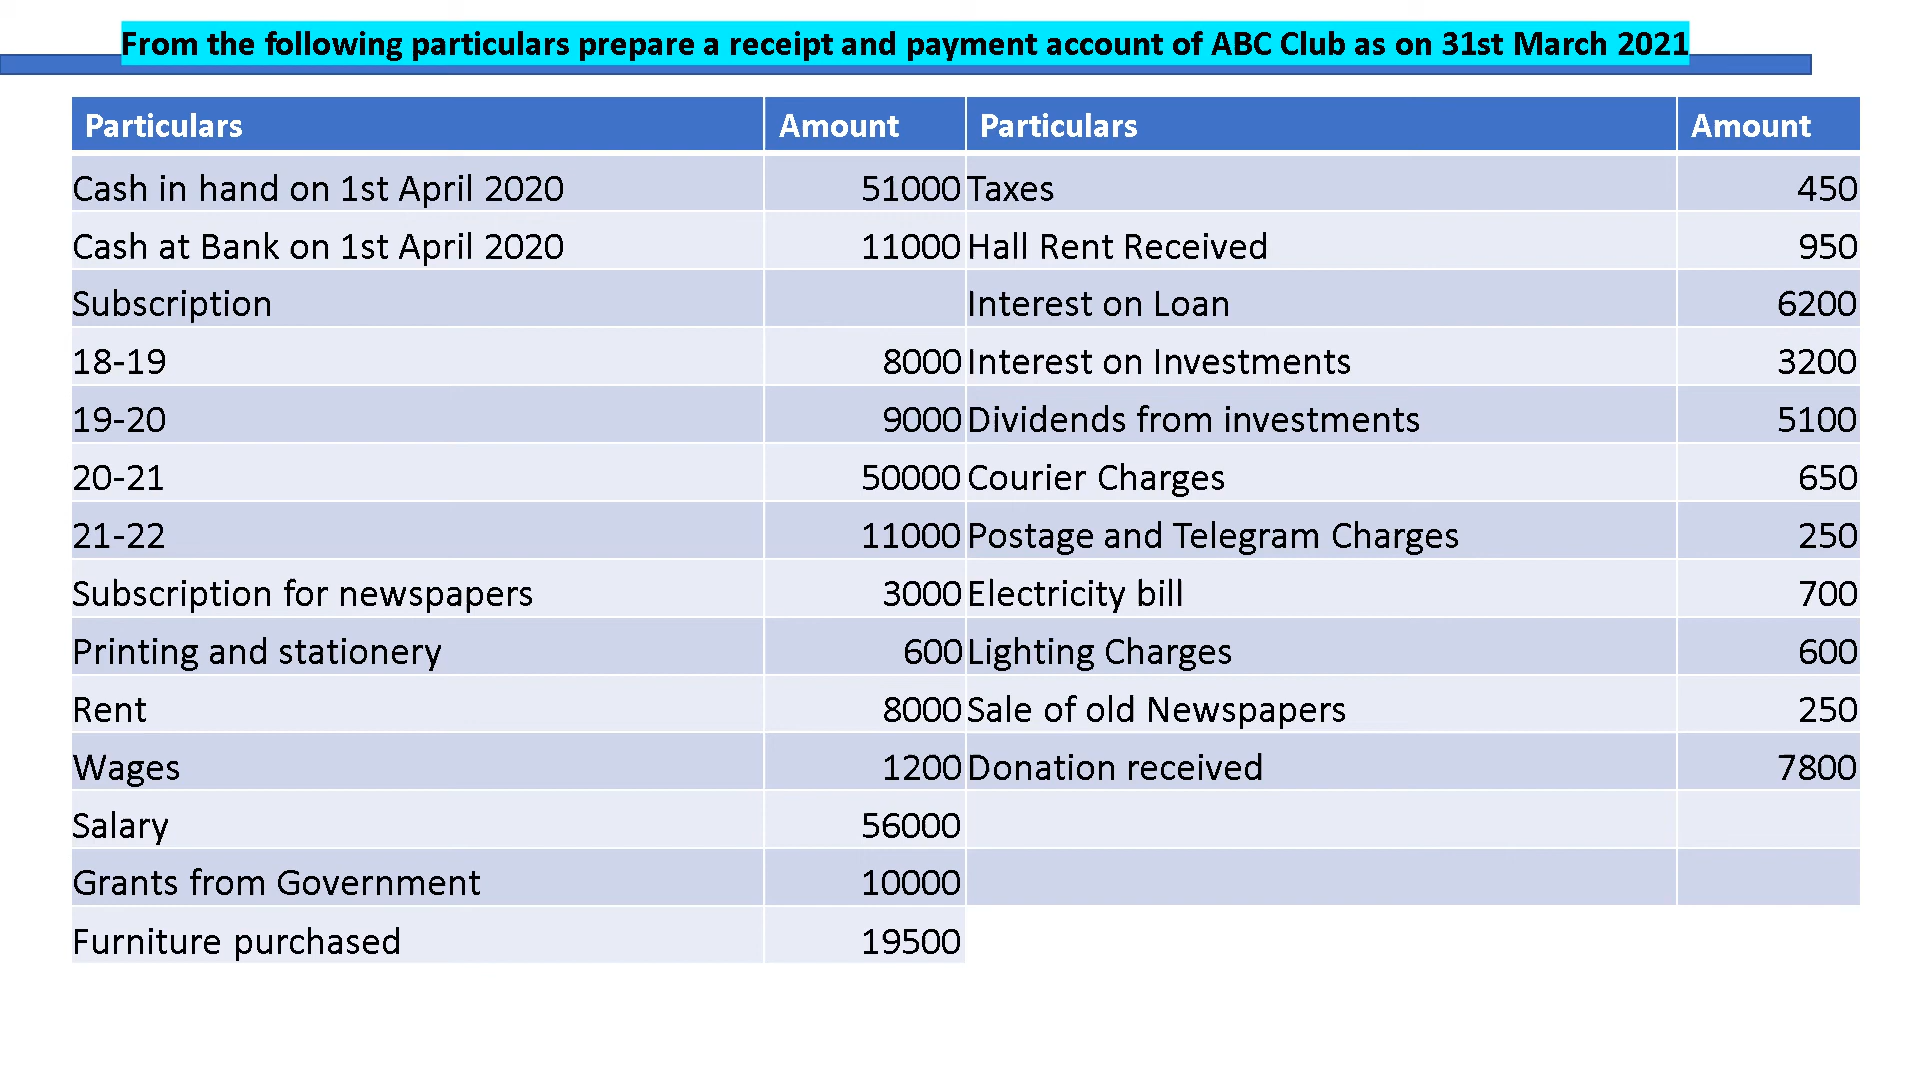 From the following particulars prepare a receipt and payment account of ABC Club as on 31st March 2021
Particulars Amount Particulars Amount
Cash in hand on 1st April 2020 51000 Taxes 450
Cash at Bank on 1st April 2020 11000 Hall Rent Received 950
Subscription Interest on Loan 6200
18-19 8000 Interest on Investments 3200
19-20 9000 Dividends from investments 5100
20-21 50000 Courier Charges 650
21-22 11000 Postage and Telegram Charges 250
Subscription for newspapers 3000 Electricity bill 700
Printing and stationery 600 Lighting Charges 600
Rent 8000 Sale of old Newspapers 250
Wages 1200 Donation received 7800
Salary 56000
Grants from Government 10000
Furniture purchased 19500